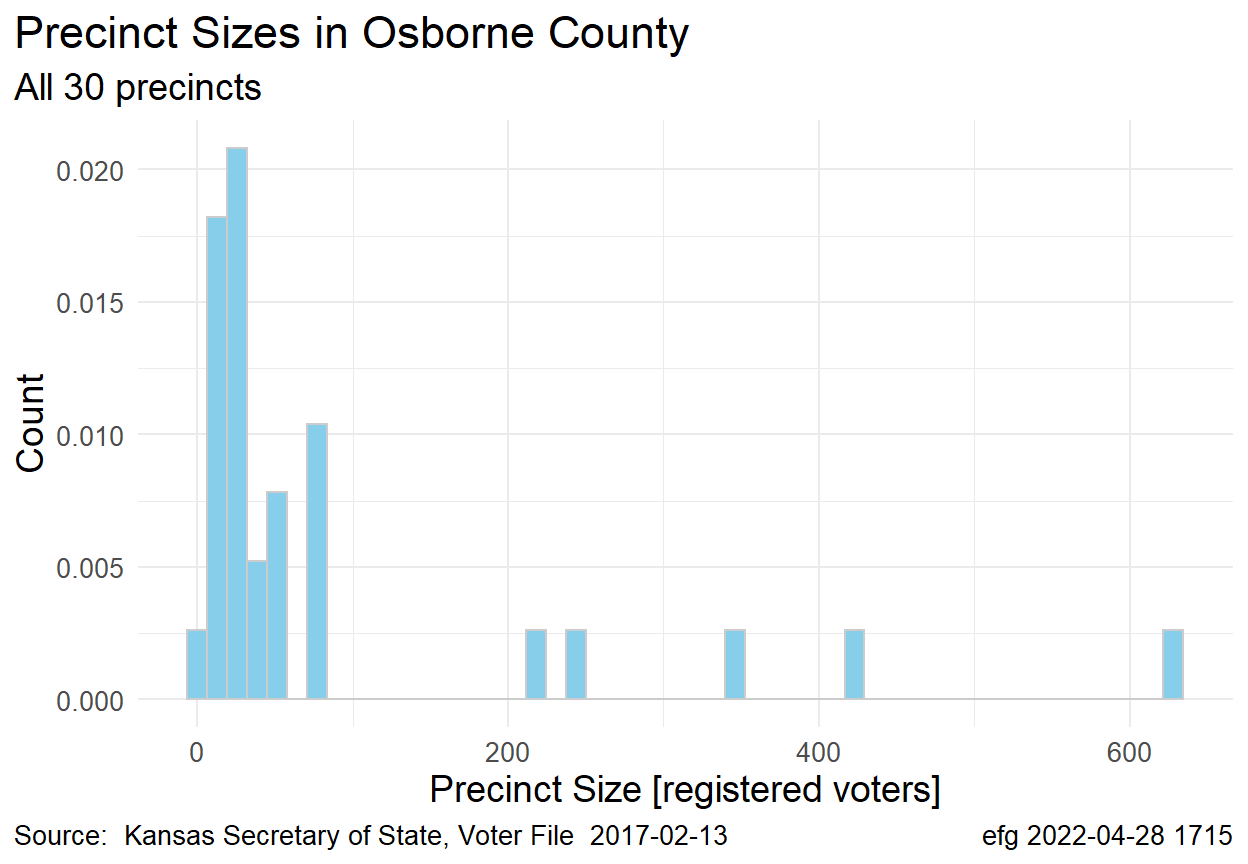 Precinct Sizes in Osborne County
All 30 precincts
0.020
0.015
0.010
0.005
0.000
Count
0 200 400 600
Precinct Size [registered voters]
Source:  Kansas Secretary of State, Voter File  2017-02-13
efg 2022-04-28 1715